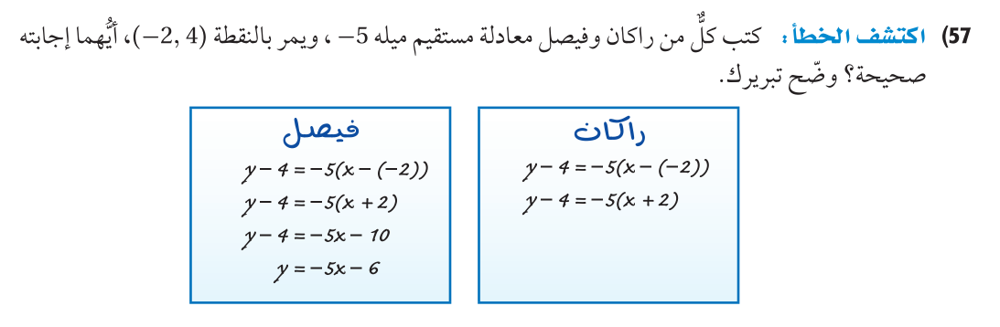 57) اكتشف الخطأ: كتب كلٌّ من راكان وفيصل معادلة مستقيم ميله 5− ، ويمر بالنقطة (−2, 4)، أيُّهما إجابته
صحيحة؟ وضّح تبريرك.
راكان
y − 4 = −5(x − (−2))
y − 4 = −5(x + 2)
فيصل
y − 4 = −5(x − (−2))
y − 4 = −5(x + 2)
y − 4 = −5x − 10
y = −5x − 6